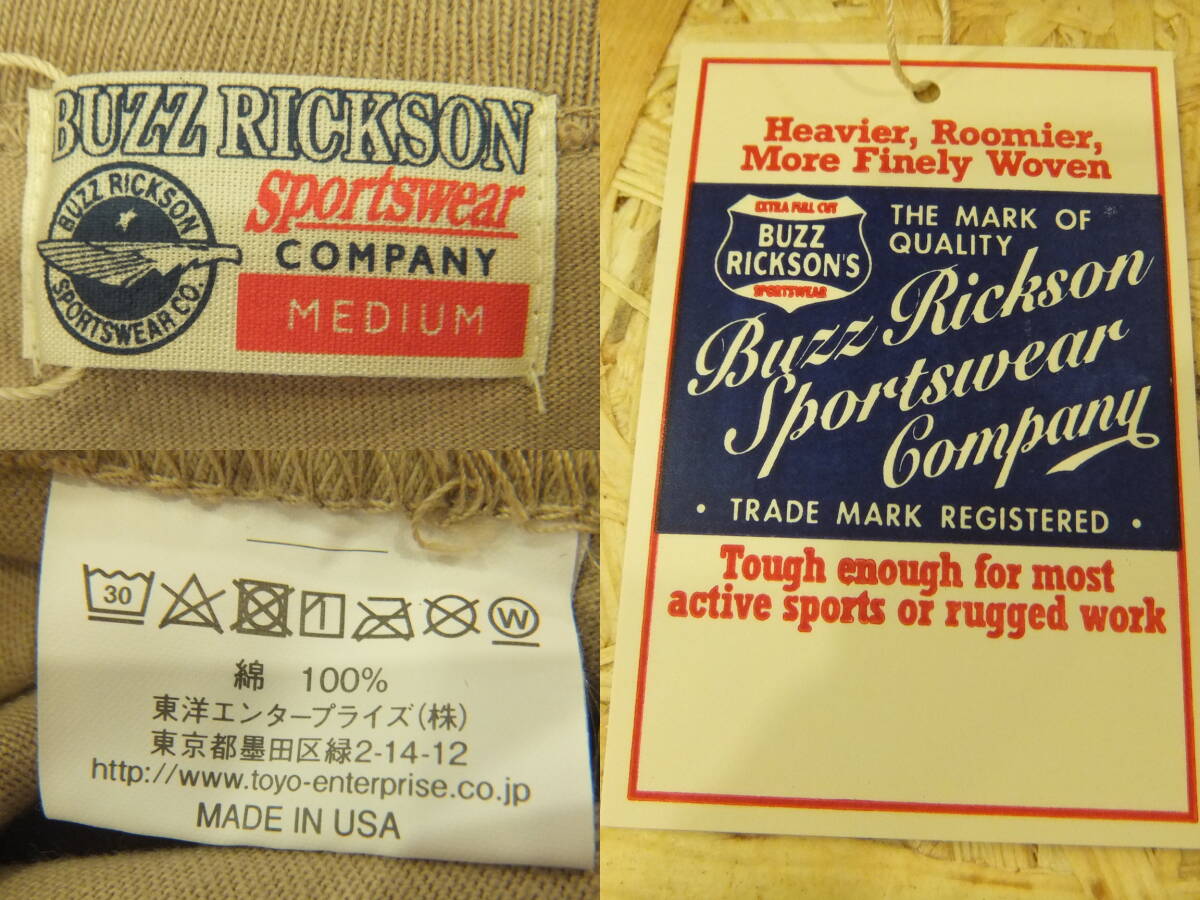 BUZZ RICKSON
Sportswear
COMPANY
MEDIUM
BUZZ RICKSON
SPORTSWEAR CO.
30
W
綿 100%
東洋エンタープライズ(株)
東京都墨田区緑2-14-12
http://www.toyo-enterprise.co.jp
MADE IN USA
Heavier, Roomier,
More Finely Woven
EXTRA FULL CUT
BUZZ
RICKSON'S
SPORTSWEAR
THE MARK OF
QUALITY
Buzz Rickson
Sportswear
Company
• TRADE MARK REGISTERED •
Tough enough for most
active sports or rugged work